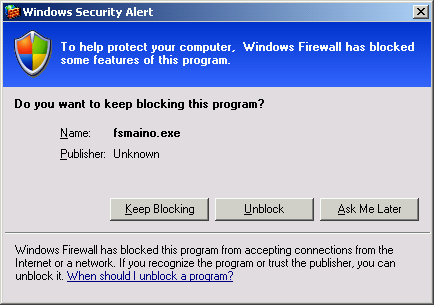 Windows Security Alert
To help protect your computer, Windows Firewall has blocked
some features of this program.
Do you want to keep blocking this program?
Name: fsmaino.exe
Publisher: Unknown
Keep Blocking Unblock Ask Me Later
Windows Firewall has blocked this program from accepting connections from the
Internet or a network. If you recognize the program or trust the publisher, you can
unblock it. When should I unblock a program?